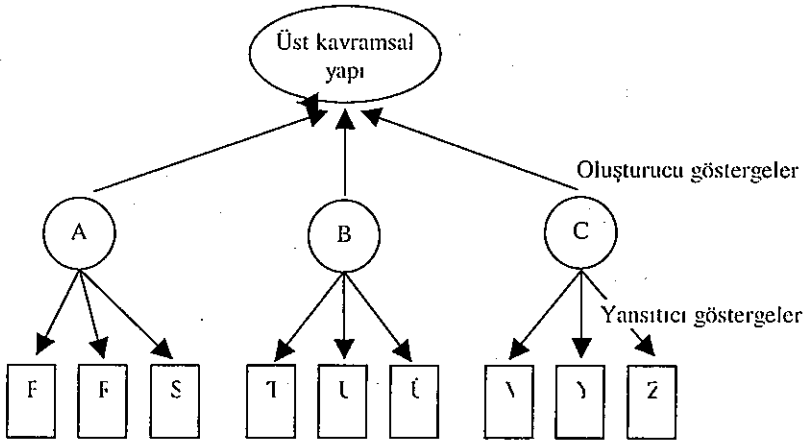 Üst kavramsal
yapı
Oluşturucu göstergeler
A
B
C
Yansıtıcı göstergeler
S
U
Z